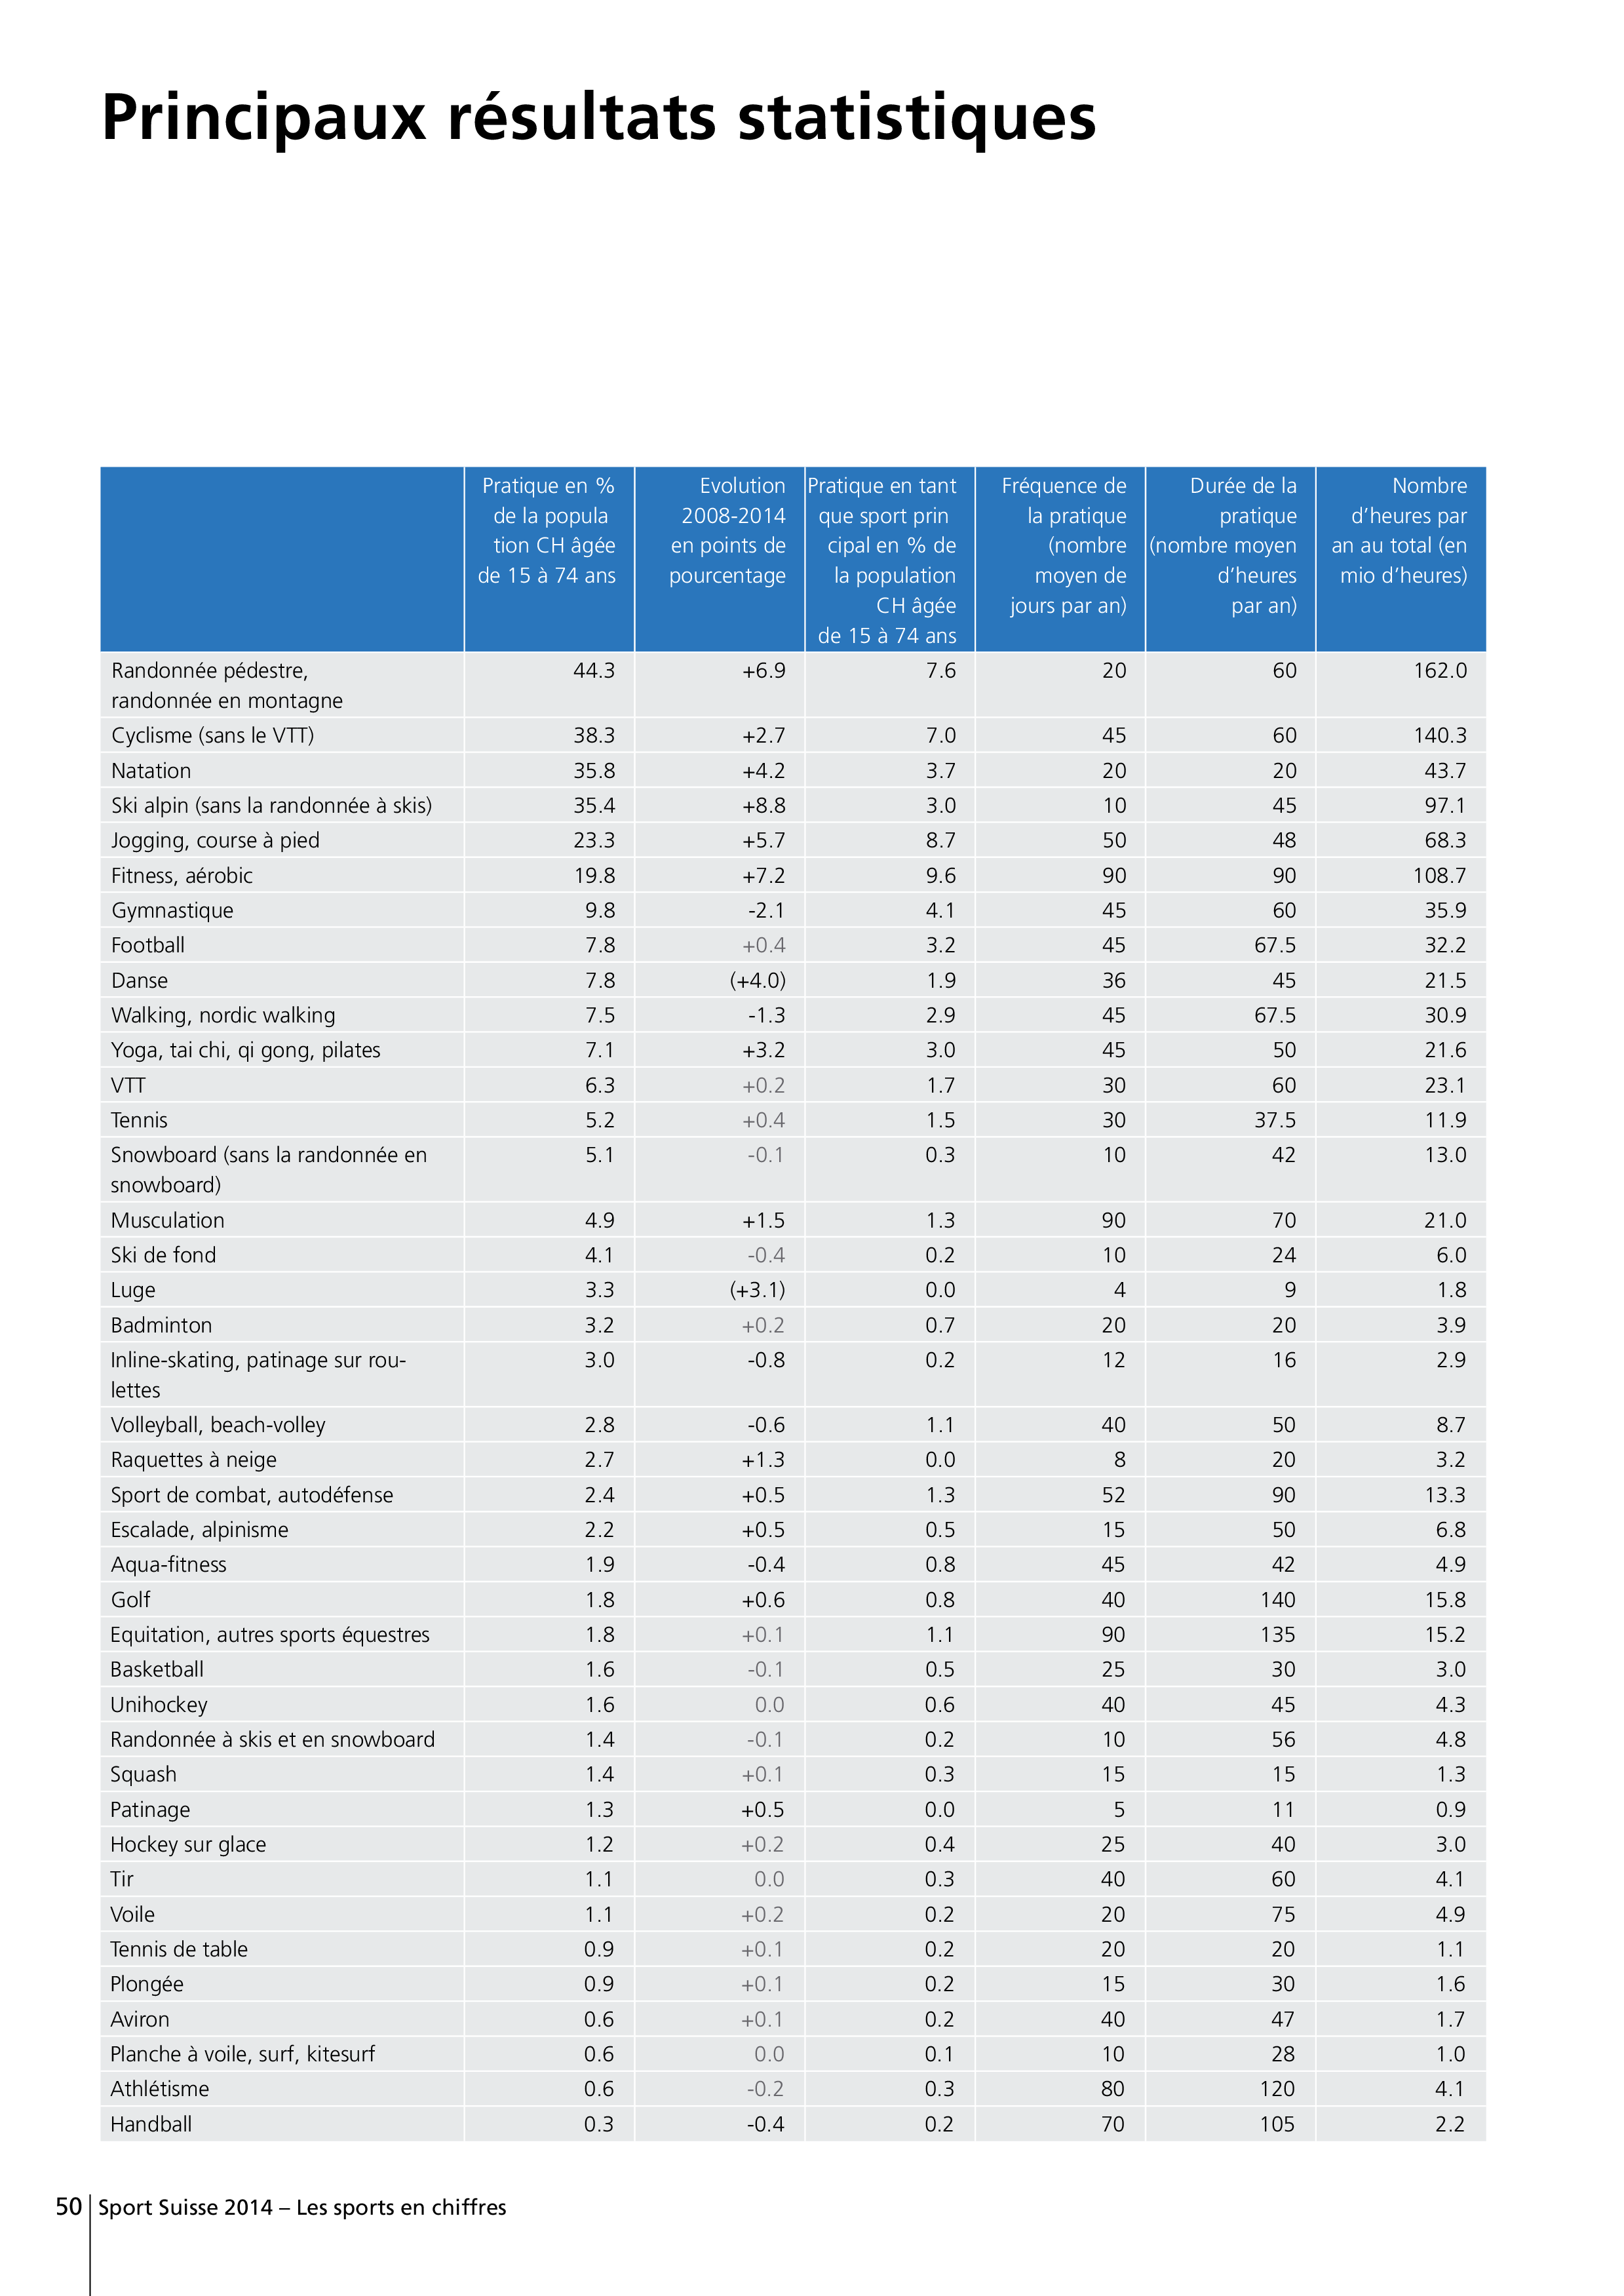 Principaux résultats statistiques
Pratique en %
de la popula
tion CH âgée
de 15 à 74 ans
Evolution
2008-2014
en points de
pourcentage
Pratique en tant
que sport prin
cipal en % de
la population
CH âgée
de 15 à 74 ans
Fréquence de
la pratique
(nombre
moyen de
jours par an)
Durée de la
pratique
(nombre moyen
d’heures
par an)
Nombre
d’heures par
an au total (en
mio d’heures)
Randonnée pédestre, 44.3 +6.9 7.6 20 60 162.0
randonnée en montagne
Cyclisme (sans le VTT) 38.3 +2.7 7.0 45 60 140.3
Natation 35.8 +4.2 3.7 20 20 43.7
Ski alpin (sans la randonnée à skis) 35.4 +8.8 3.0 10 45 97.1
Jogging, course à pied 23.3 +5.7 8.7 50 48 68.3
Fitness, aérobic 19.8 +7.2 9.6 90 90 108.7
Gymnastique 9.8 -2.1 4.1 45 60 35.9
Football 7.8 +0.4 3.2 45 67.5 32.2
Danse 7.8 (+4.0) 1.9 36 45 21.5
Walking, nordic walking 7.5 -1.3 2.9 45 67.5 30.9
Yoga, tai chi, qi gong, pilates 7.1 +3.2 3.0 45 50 21.6
VTT 6.3 +0.2 1.7 30 60 23.1
Tennis 5.2 +0.4 1.5 30 37.5 11.9
Snowboard (sans la randonnée en 5.1 -0.1 0.3 10 42 13.0
snowboard)
Musculation 4.9 +1.5 1.3 90 70 21.0
Ski de fond 4.1 -0.4 0.2 10 24 6.0
Luge 3.3 (+3.1) 0.0 4 9 1.8
Badminton 3.2 +0.2 0.7 20 20 3.9
Inline-skating, patinage sur rou- 3.0 -0.8 0.2 12 16 2.9
lettes
Volleyball, beach-volley 2.8 -0.6 1.1 40 50 8.7
Raquettes à neige 2.7 +1.3 0.0 8 20 3.2
Sport de combat, autodéfense 2.4 +0.5 1.3 52 90 13.3
Escalade, alpinisme 2.2 +0.5 0.5 15 50 6.8
Aqua-fitness 1.9 -0.4 0.8 45 42 4.9
Golf 1.8 +0.6 0.8 40 140 15.8
Equitation, autres sports équestres 1.8 +0.1 1.1 90 135 15.2
Basketball 1.6 -0.1 0.5 25 30 3.0
Unihockey 1.6 0.0 0.6 40 45 4.3
Randonnée à skis et en snowboard 1.4 -0.1 0.2 10 56 4.8
Squash 1.4 +0.1 0.3 15 15 1.3
Patinage 1.3 +0.5 0.0 5 11 0.9
Hockey sur glace 1.2 +0.2 0.4 25 40 3.0
Tir 1.1 0.0 0.3 40 60 4.1
Voile 1.1 +0.2 0.2 20 75 4.9
Tennis de table 0.9 +0.1 0.2 20 20 1.1
Plongée 0.9 +0.1 0.2 15 30 1.6
Aviron 0.6 +0.1 0.2 40 47 1.7
Planche à voile, surf, kitesurf 0.6 0.0 0.1 10 28 1.0
Athlétisme 0.6 -0.2 0.3 80 120 4.1
Handball 0.3 -0.4 0.2 70 105 2.2
50 Sport Suisse 2014 – Les sports en chiffres